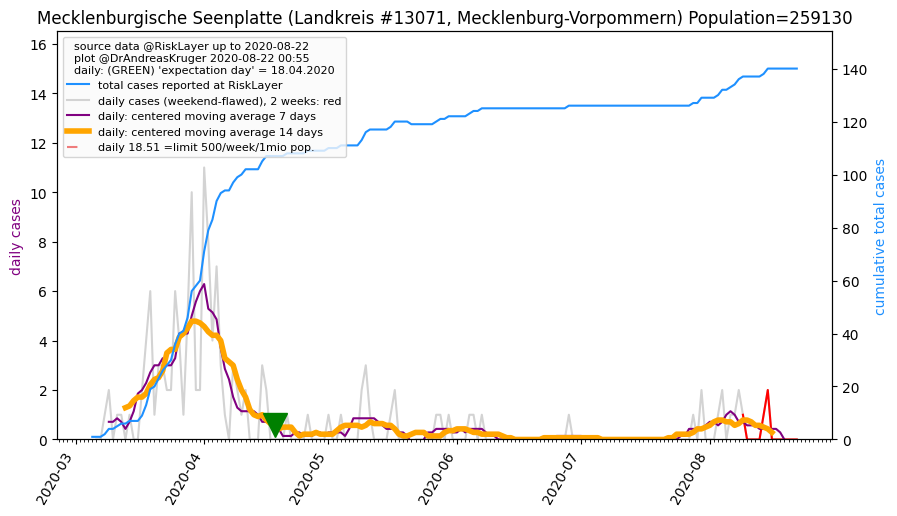 Mecklenburgische Seenplatte (Landkreis #13071, Mecklenburg-Vorpommern) Population=259130
source data @RiskLayer up to 2020-08-22
plot @DrAndreasKruger 2020-08-22 00:55
daily: (GREEN) 'expectation day' = 18.04.2020
total cases reported at RiskLayer
daily cases (weekend-flawed), 2 weeks: red
daily: centered moving average 7 days
daily: centered moving average 14 days
daily 18.51 =limit 500/week/1mio pop.
daily cases
16
14
12
10
8
6
4
2
0
cumulative total cases
140
120
100
80
60
40
20
0
2020-03
2020-04
2020-05
2020-06
2020-07
2020-08